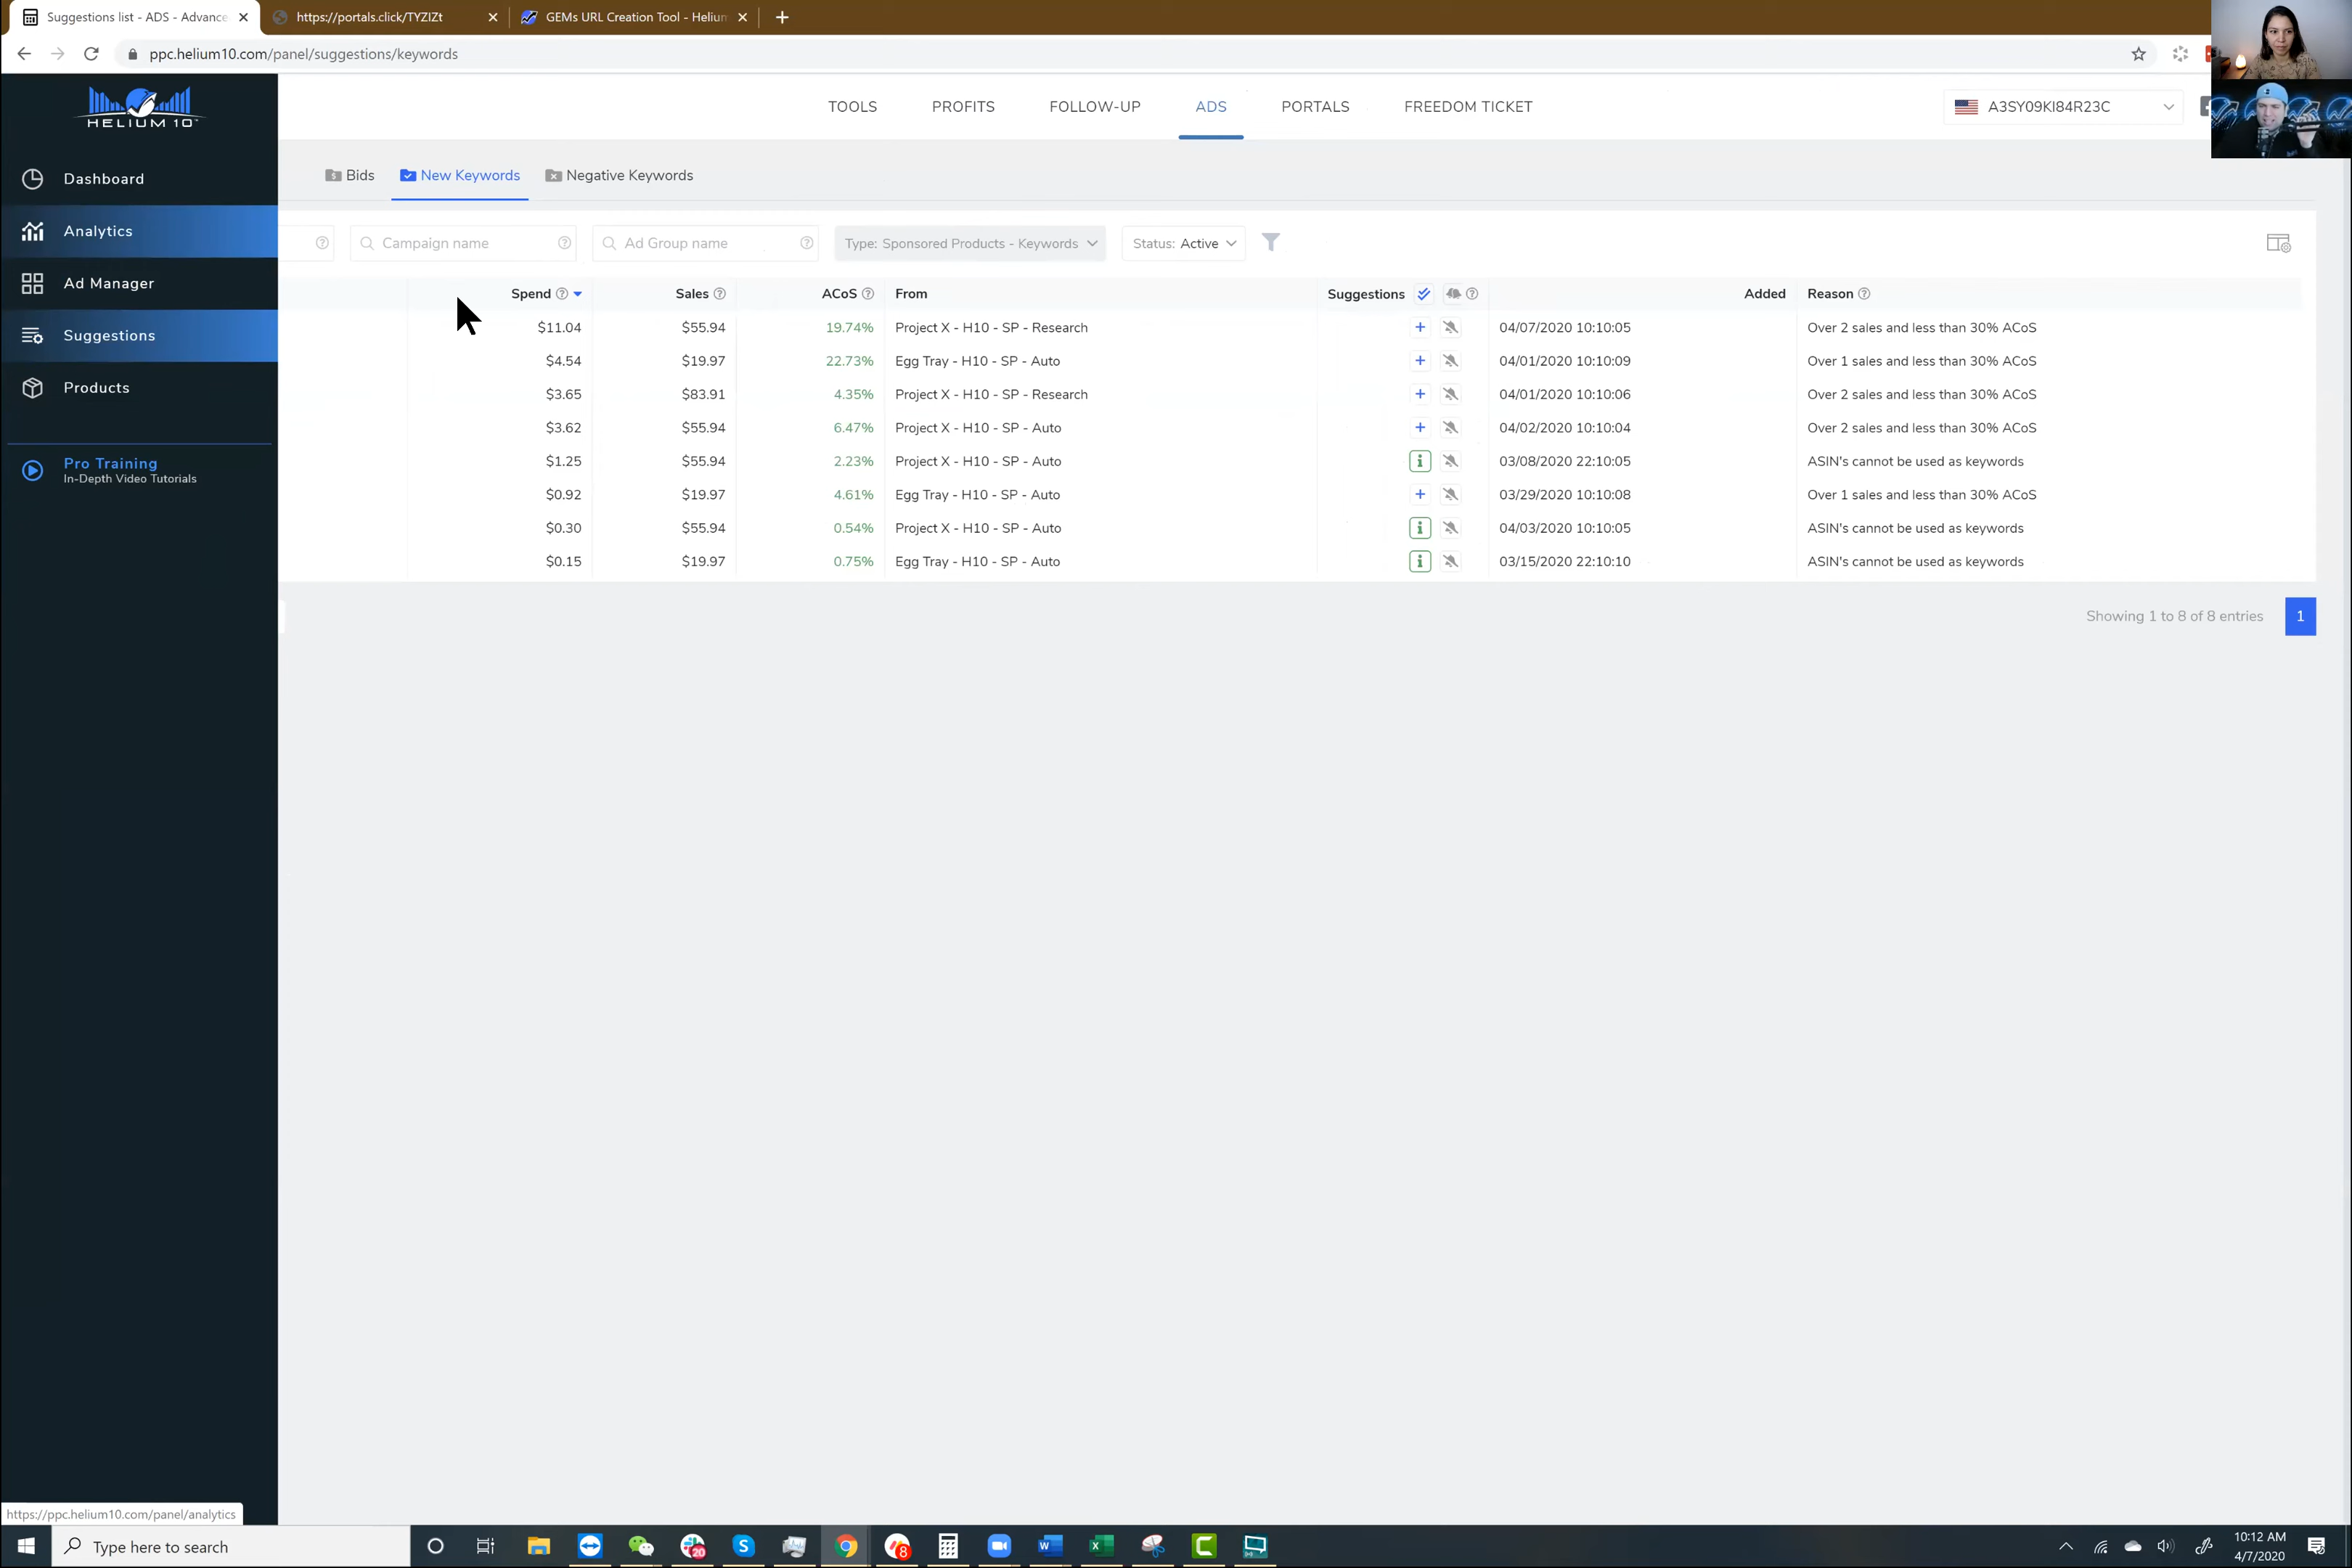 Suggestions list - ADS - Advance
https://portals.click/TYZIZt
GEMs URL Creation Tool - Helium
ppc.helium10.com/panel/suggestions/keywords
HELIUM 10
TOOLS PROFITS FOLLOW-UP ADS PORTALS FREEDOM TICKET
A3SY09KI84R23C
Dashboard
Analytics
Ad Manager
Suggestions
Products
Pro Training
In-Depth Video Tutorials
Bids New Keywords Negative Keywords
Campaign name Ad Group name Type: Sponsored Products - Keywords Status: Active
Spend Sales ACoS From Suggestions Added Reason
$11.04 $55.94 19.74% Project X - H10 - SP - Research 04/07/2020 10:10:05 Over 2 sales and less than 30% ACoS
$4.54 $19.97 22.73% Egg Tray - H10 - SP - Auto 04/01/2020 10:10:09 Over 1 sales and less than 30% ACoS
$3.65 $83.91 4.35% Project X - H10 - SP - Research 04/01/2020 10:10:06 Over 2 sales and less than 30% ACoS
$3.62 $55.94 6.47% Project X - H10 - SP - Auto 04/02/2020 10:10:04 Over 2 sales and less than 30% ACoS
$1.25 $55.94 2.23% Project X - H10 - SP - Auto 03/08/2020 22:10:05 ASIN's cannot be used as keywords
$0.92 $19.97 4.61% Egg Tray - H10 - SP - Auto 03/29/2020 10:10:08 Over 1 sales and less than 30% ACoS
$0.30 $55.94 0.54% Project X - H10 - SP - Auto 04/03/2020 10:10:05 ASIN's cannot be used as keywords
$0.15 $19.97 0.75% Egg Tray - H10 - SP - Auto 03/15/2020 22:10:10 ASIN's cannot be used as keywords
Showing 1 to 8 of 8 entries 1
https://ppc.helium10.com/panel/analytics
Type here to search
20
8
10:12 AM
4/7/2020